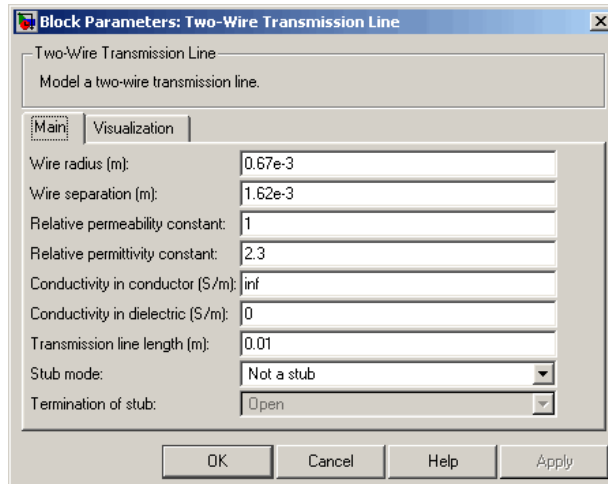 Block Parameters: Two-Wire Transmission Line
Two-Wire Transmission Line
Model a two-wire transmission line.
Main Visualization
Wire radius (m): 0.67e-3
Wire separation (m): 1.62e-3
Relative permeability constant: 1
Relative permittivity constant: 2.3
Conductivity in conductor (S/m): inf
Conductivity in dielectric (S/m): 0
Transmission line length (m): 0.01
Stub mode: Not a stub
Termination of stub: Open
OK Cancel Help Apply